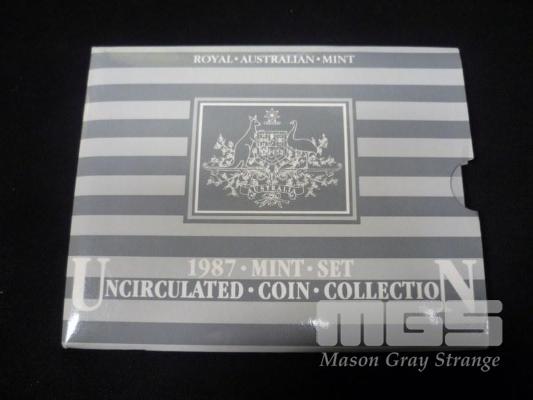 ROYAL · AUSTRALIAN · MINT
AUSTRALIA
1987 · MINT · SET
UNCIRCULATED · COIN · COLLECTION
MGS
Mason Gray Strange